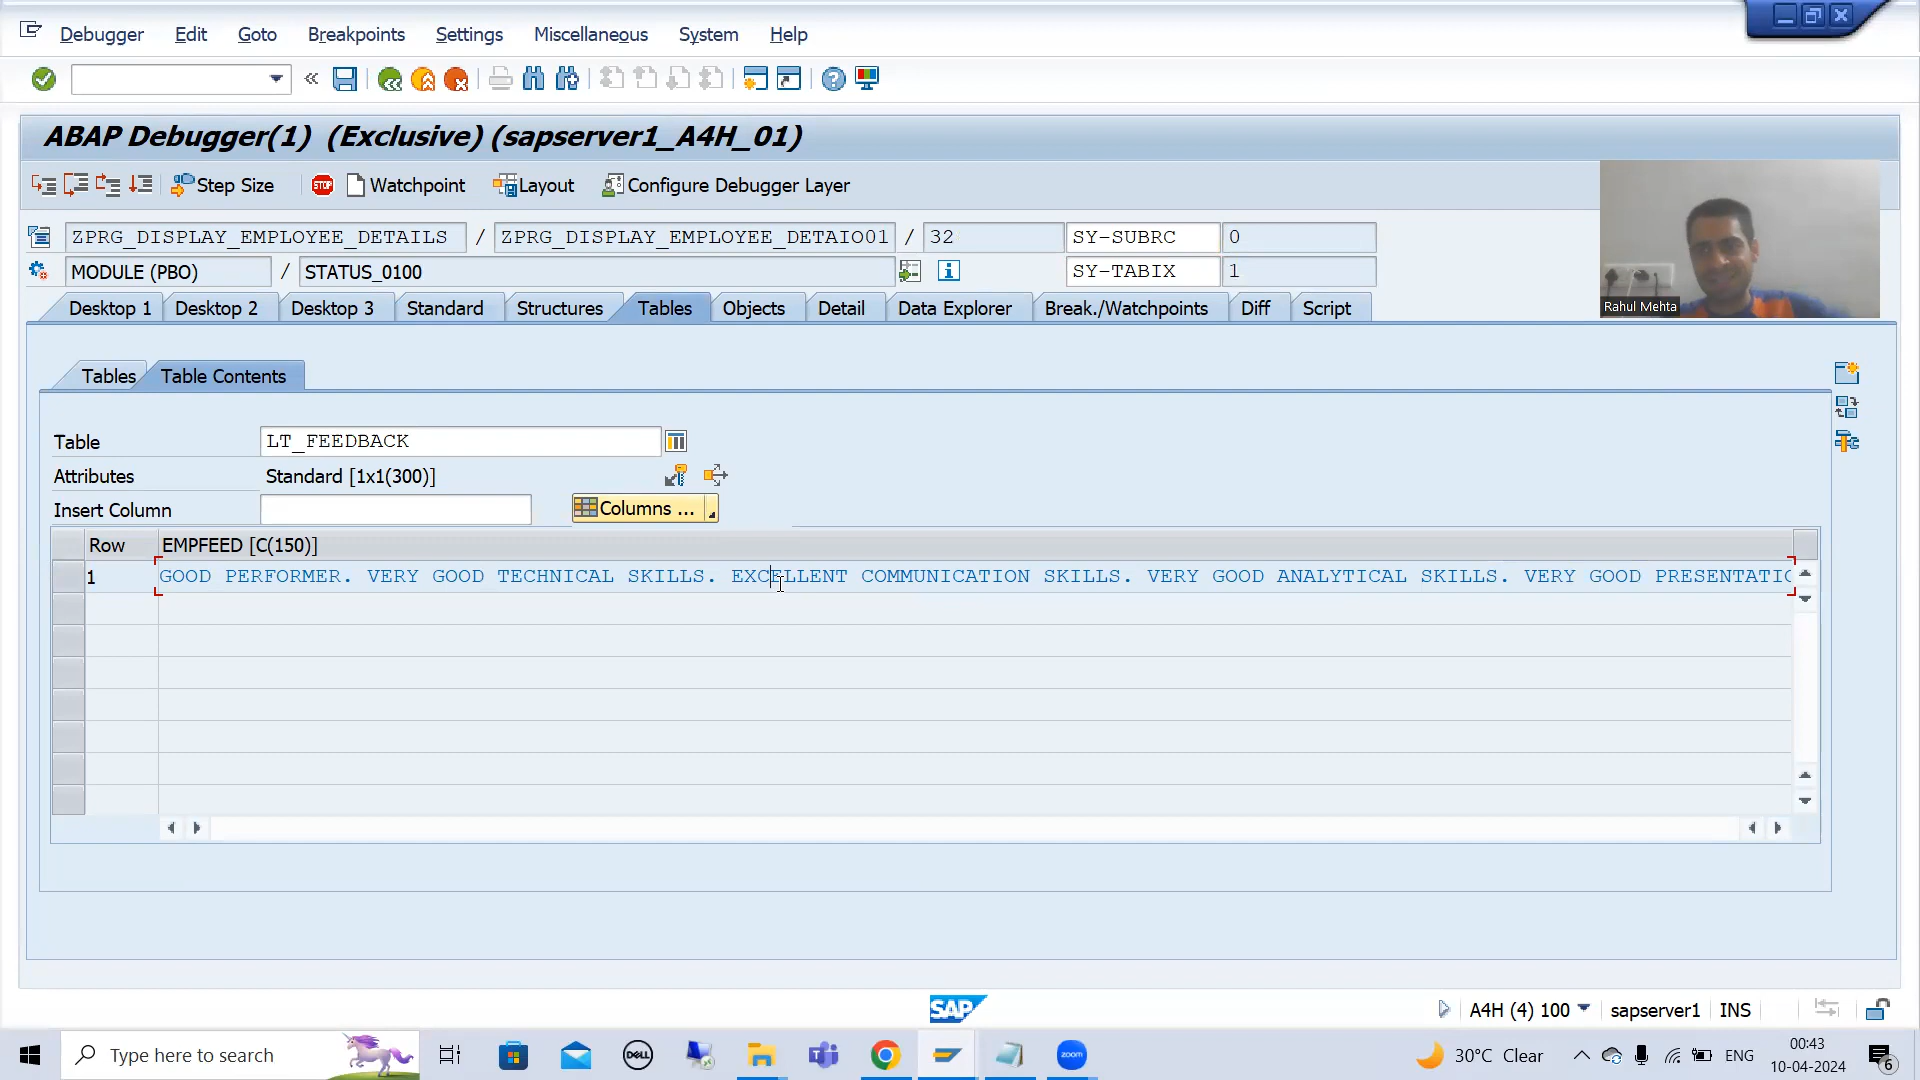 Debugger Edit Goto Breakpoints Settings Miscellaneous System Help
ABAP Debugger(1) (Exclusive) (sapserver1_A4H_01)
Step Size STOP Watchpoint Layout Configure Debugger Layer
ZPRG_DISPLAY_EMPLOYEE_DETAILS / ZPRG_DISPLAY_EMPLOYEE_DETAIO01 / 32 SY-SUBRC 0
MODULE (PBO) / STATUS_0100 SY-TABIX 1
Rahul Mehta
Desktop 1 Desktop 2 Desktop 3 Standard Structures Tables Objects Detail Data Explorer Break./Watchpoints Diff Script
Tables Table Contents
Table LT_FEEDBACK
Attributes Standard [1x1(300)]
Insert Column Columns ...
Row EMPFEED [C(150)]
1 GOOD PERFORMER. VERY GOOD TECHNICAL SKILLS. EXCELLENT COMMUNICATION SKILLS. VERY GOOD ANALYTICAL SKILLS. VERY GOOD PRESENTATIO
SAP A4H (4) 100 sapserver1 INS
Type here to search DELL zoom 30°C Clear ENG 00:43
10-04-2024 6